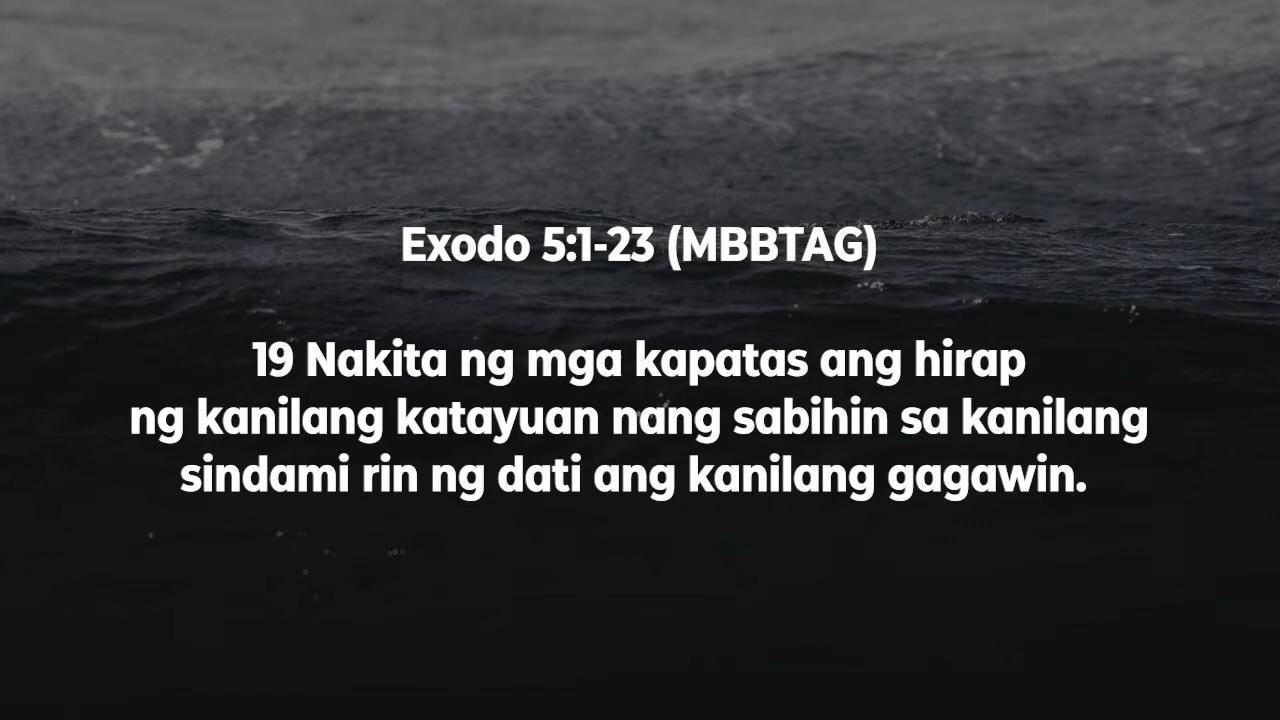 Exodo 5:1-23 (MBBTAG)
19 Nakita ng mga kapatas ang hirap
ng kanilang katayuan nang sabihin sa kanilang
sindami rin ng dati ang kanilang gagawin.